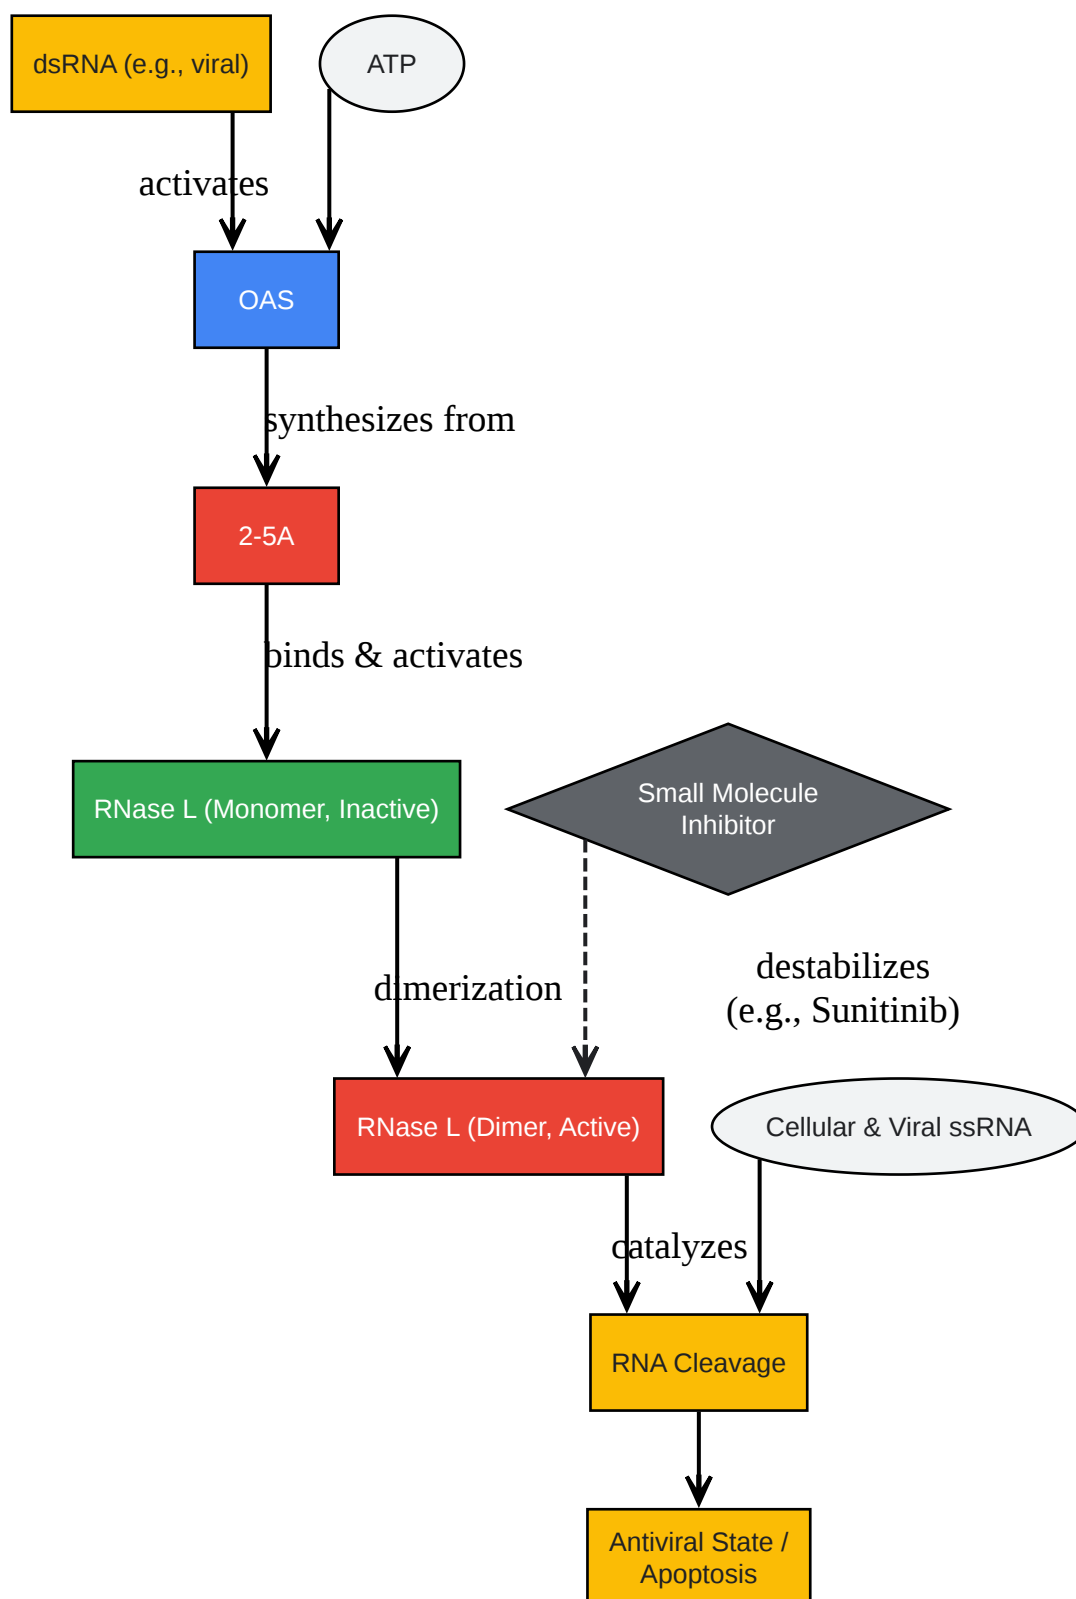 dsRNA (e.g., viral)
ATP
activates
OAS
synthesizes from
2-5A
binds & activates
RNase L (Monomer, Inactive)
Small Molecule
Inhibitor
dimerization
destabilizes
(e.g., Sunitinib)
RNase L (Dimer, Active)
Cellular & Viral ssRNA
catalyzes
RNA Cleavage
Antiviral State /
Apoptosis